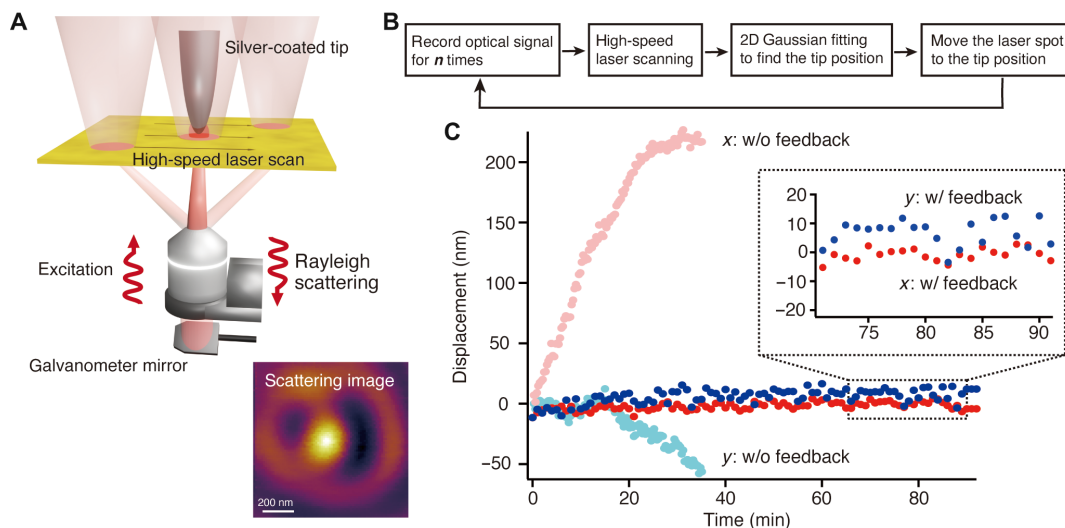 A
Silver-coated tip
High-speed laser scan
Excitation
Rayleigh
scattering
Galvanometer mirror
Scattering image
200 nm
B
Record optical signal
for n times
High-speed
laser scanning
2D Gaussian fitting
to find the tip position
Move the laser spot
to the tip position
C
Displacement (nm)
200
150
100
50
0
−50
0
20
40
60
80
Time (min)
x: w/o feedback
y: w/o feedback
20
10
0
−10
−20
75
80
85
90
y: w/ feedback
x: w/ feedback